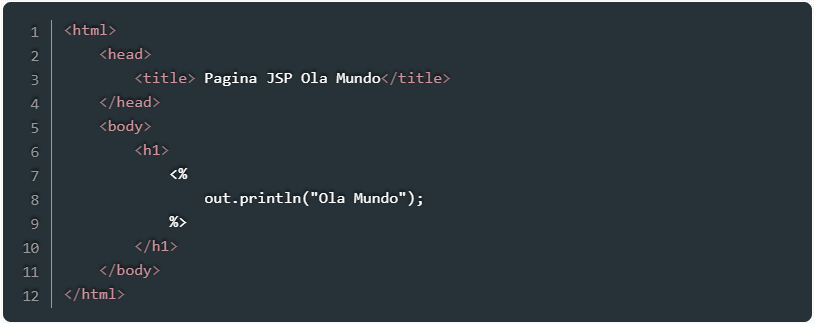 1 <html>
2 <head>
3 <title> Pagina JSP Ola Mundo</title>
4 </head>
5 <body>
6 <h1>
7 <%
8 out.println("Ola Mundo");
9 %>
10 </h1>
11 </body>
12 </html>